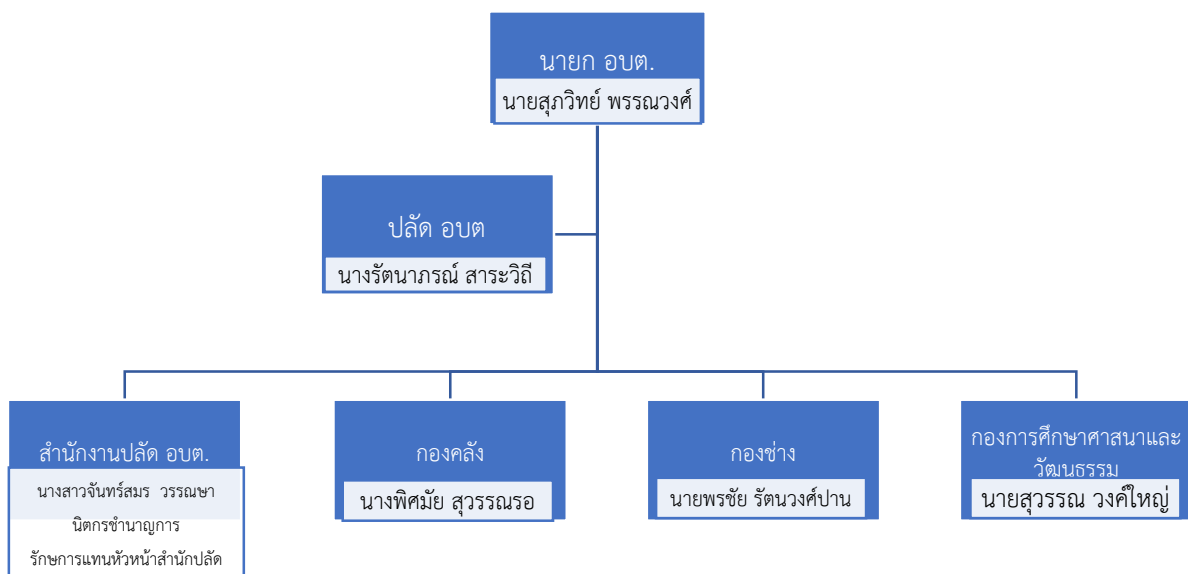 นายก อบต.
นายสุภวิทย์ พรรณวงศ์
ปลัด อบต
นางรัตนาภรณ์ สาระวิถี
สำนักงานปลัด อบต.
นางสาวจันทร์สมร วรรณษา
นิตกรชำนาญการ
รักษการแทนหัวหน้าสำนักปลัด
กองคลัง
นางพิศมัย สุวรรณรอ
กองช่าง
นายพรชัย รัตนวงศ์ปาน
กองการศึกษาศาสนาและ
วัฒนธรรม
นายสุวรรณ วงค์ใหญ่